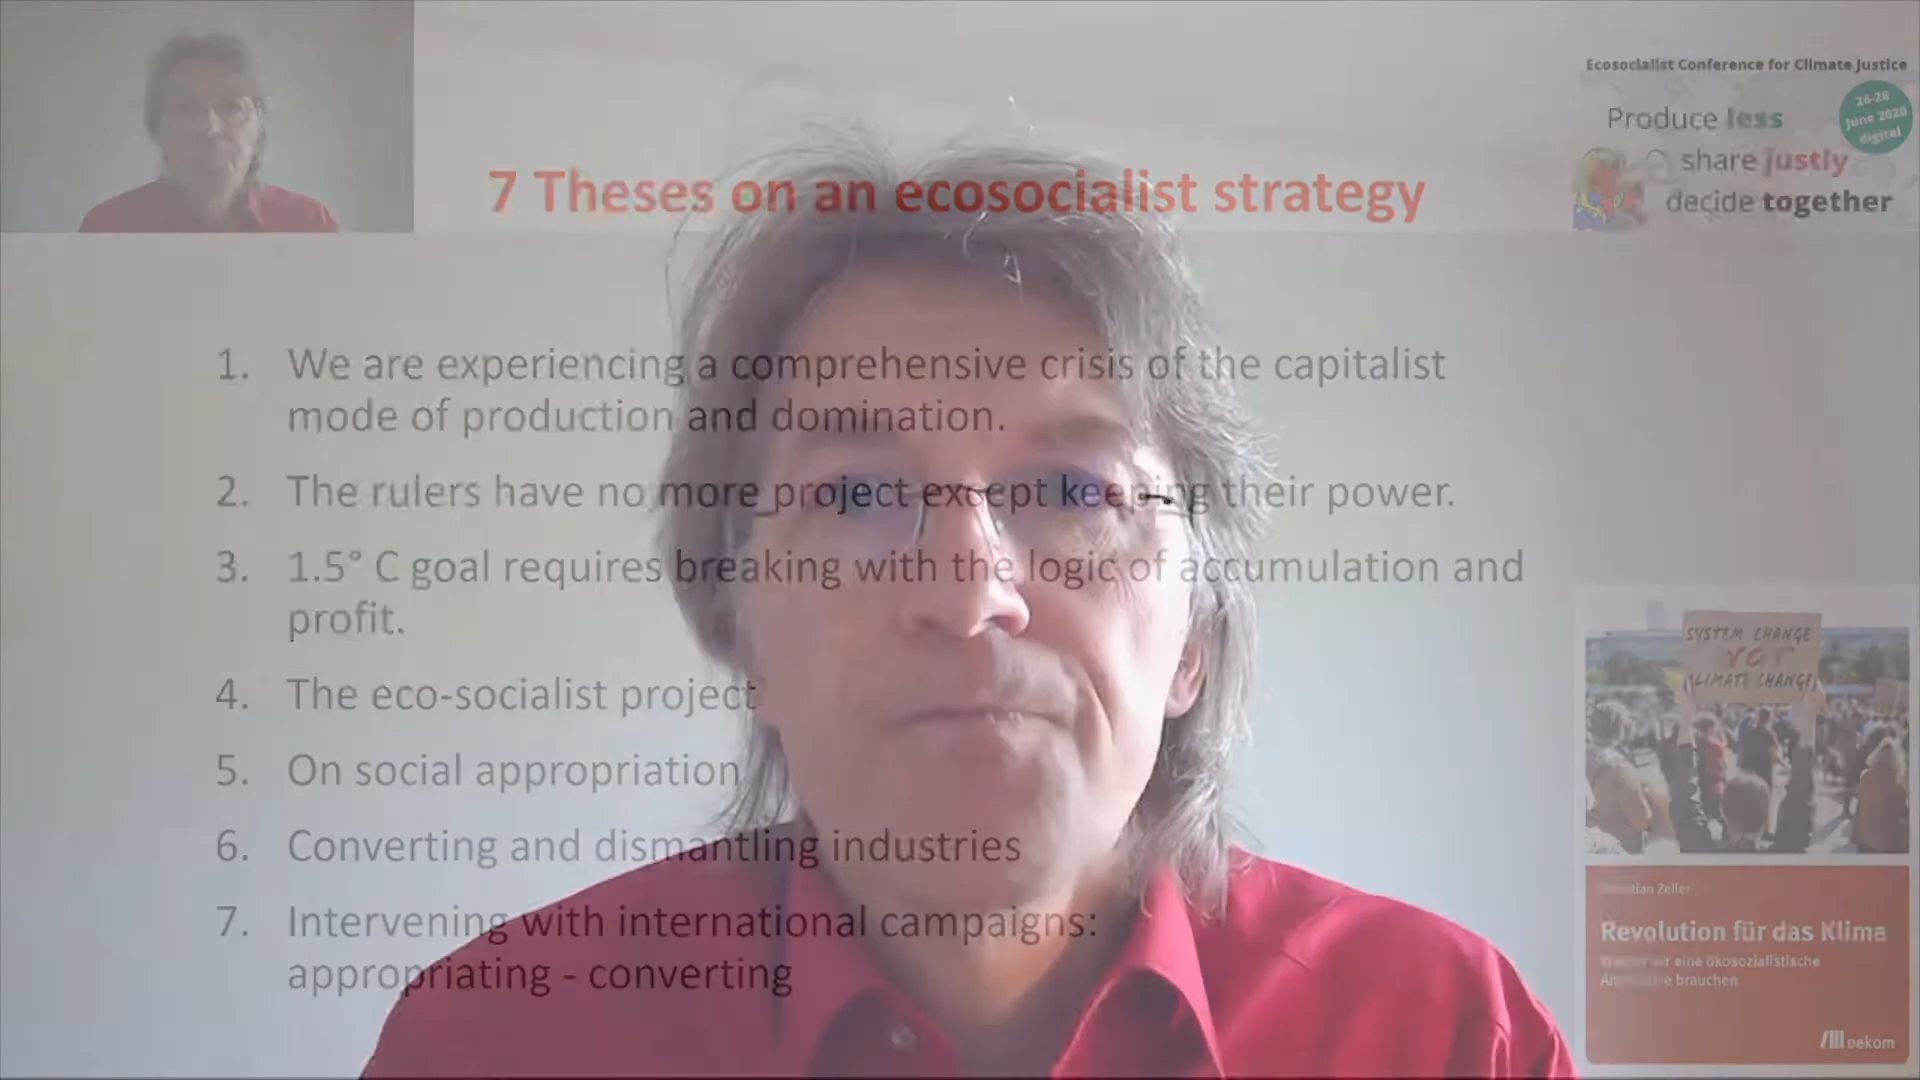 Ecosocialist Conference for Climate Justice
26-28
June 2020
digital
Produce less
share justly
decide together
7 Theses on an ecosocialist strategy
1. We are experiencing a comprehensive crisis of the capitalist
mode of production and domination.
2. The rulers have no more project except keeping their power.
3. 1.5° C goal requires breaking with the logic of accumulation and
profit.
4. The eco-socialist project
5. On social appropriation
6. Converting and dismantling industries
7. Intervening with international campaigns:
appropriating - converting
SYSTEM CHANGE
CLIMATE CHANGE
Zeller
Revolution für das Klima
wir eine ökosozialistische
brauchen
oekom